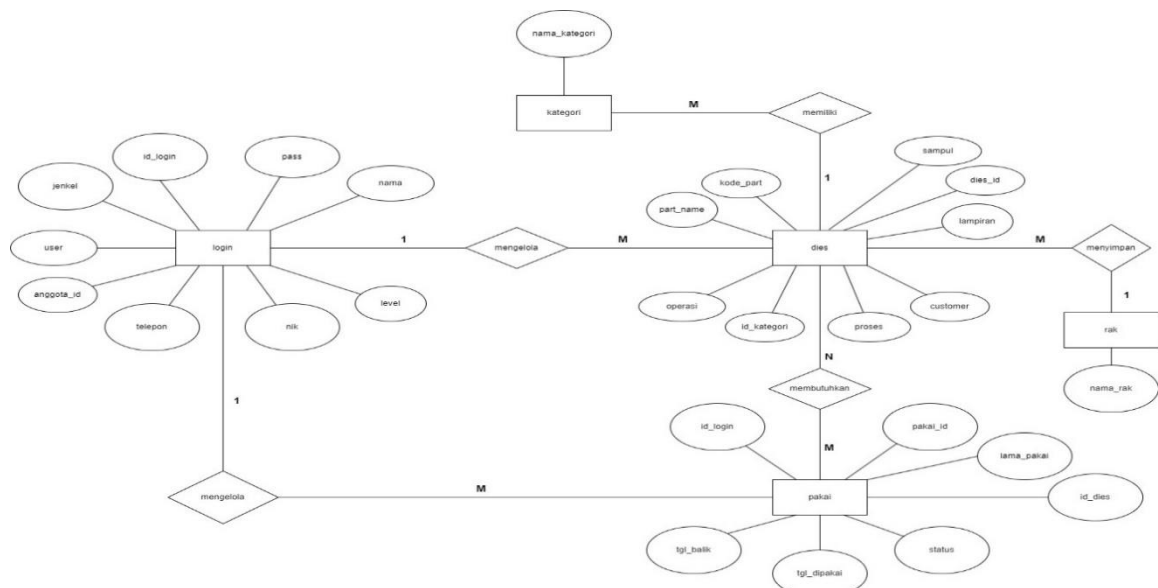 nama_kategori
kategori
M
memiliki
1
id_login
pass
jenkel
nama
user
login
anggota_id
telepon
nik
level
1
mengelola
M
sampul
kode_part
dies_id
part_name
lampiran
dies
operasi
id_kategori
proses
customer
M
menyimpan
1
rak
nama_rak
N
membutuhkan
M
1
mengelola
M
id_login
pakai_id
lama_pakai
pakai
id_dies
tgl_balik
tgl_dipakai
status